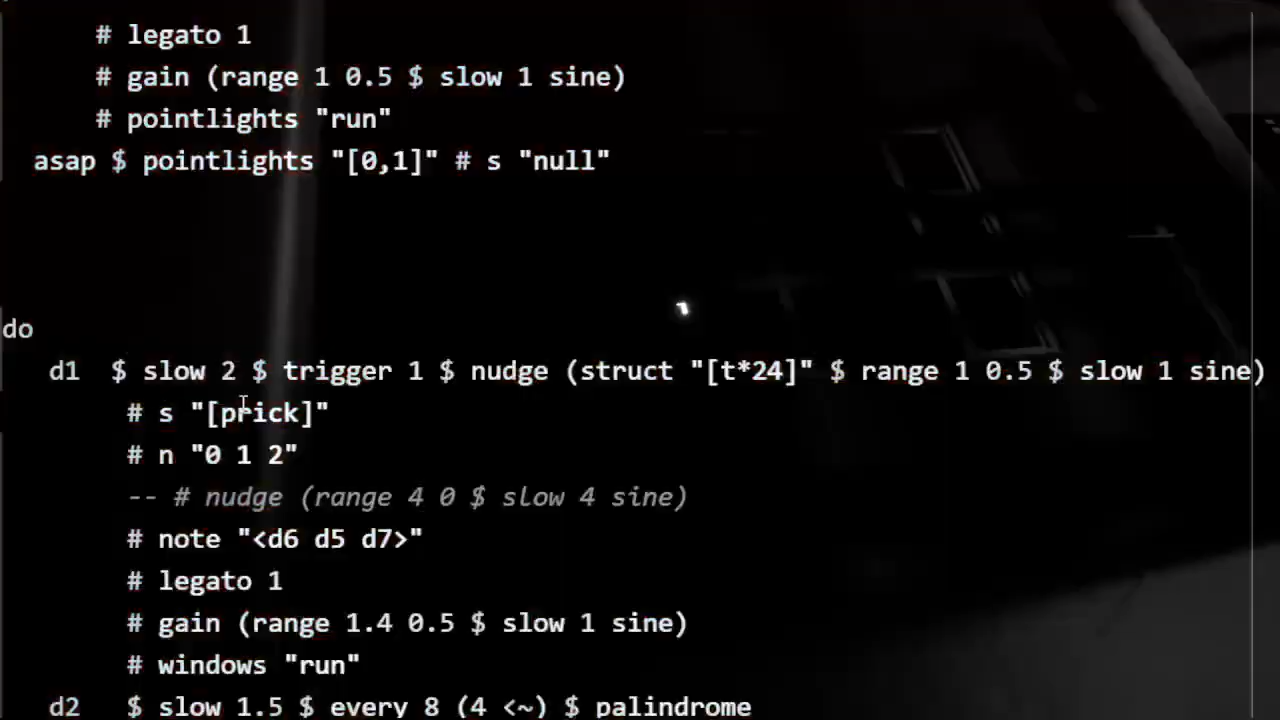 # legato 1
# gain (range 1 0.5 $ slow 1 sine)
# pointlights "run"
asap $ pointlights "[0,1]" # s "null"
do
d1 $ slow 2 $ trigger 1 $ nudge (struct "[t*24]" $ range 1 0.5 $ slow 1 sine)
# s "[prick]"
# n "0 1 2"
-- # nudge (range 4 0 $ slow 4 sine)
# note "<d6 d5 d7>"
# legato 1
# gain (range 1.4 0.5 $ slow 1 sine)
# windows "run"
d2 $ slow 1.5 $ every 8 (4 <~) $ palindrome